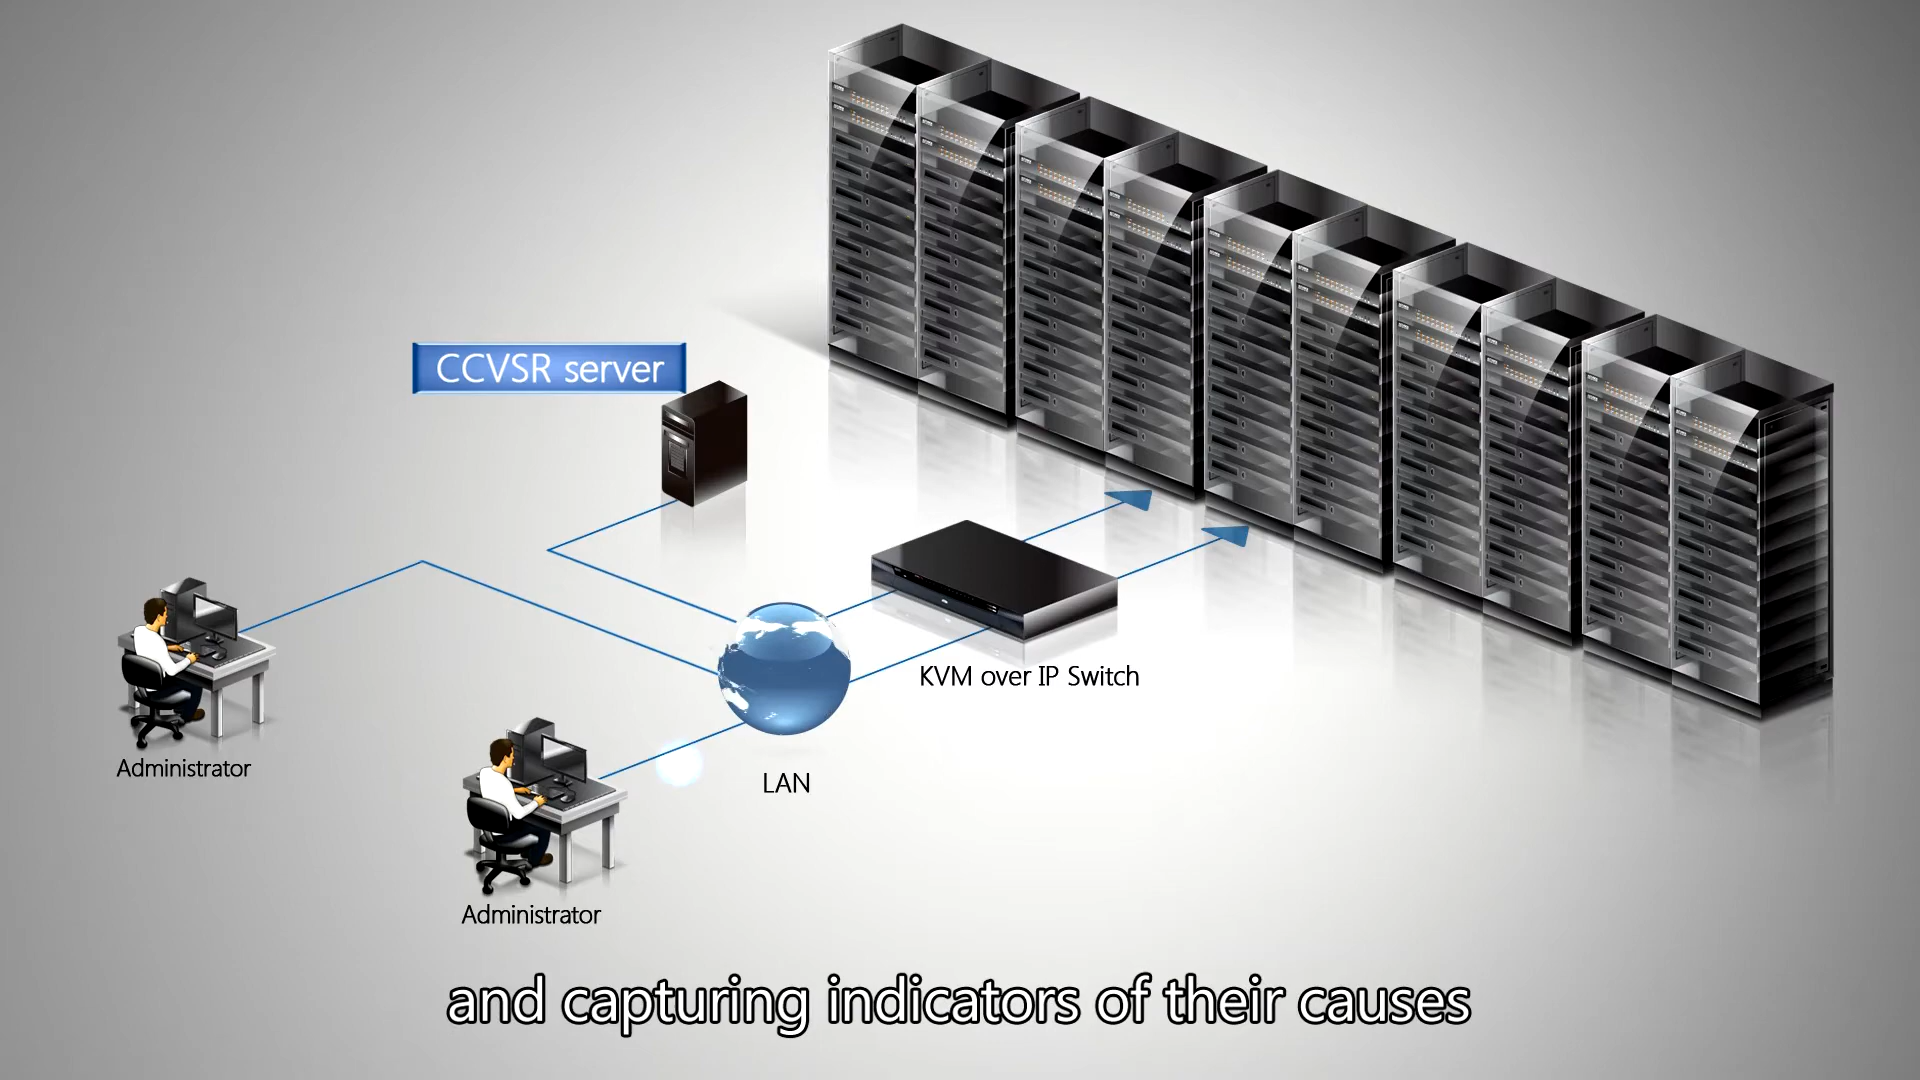 CCVSR server
KVM over IP Switch
Administrator
LAN
Administrator
and capturing indicators of their causes